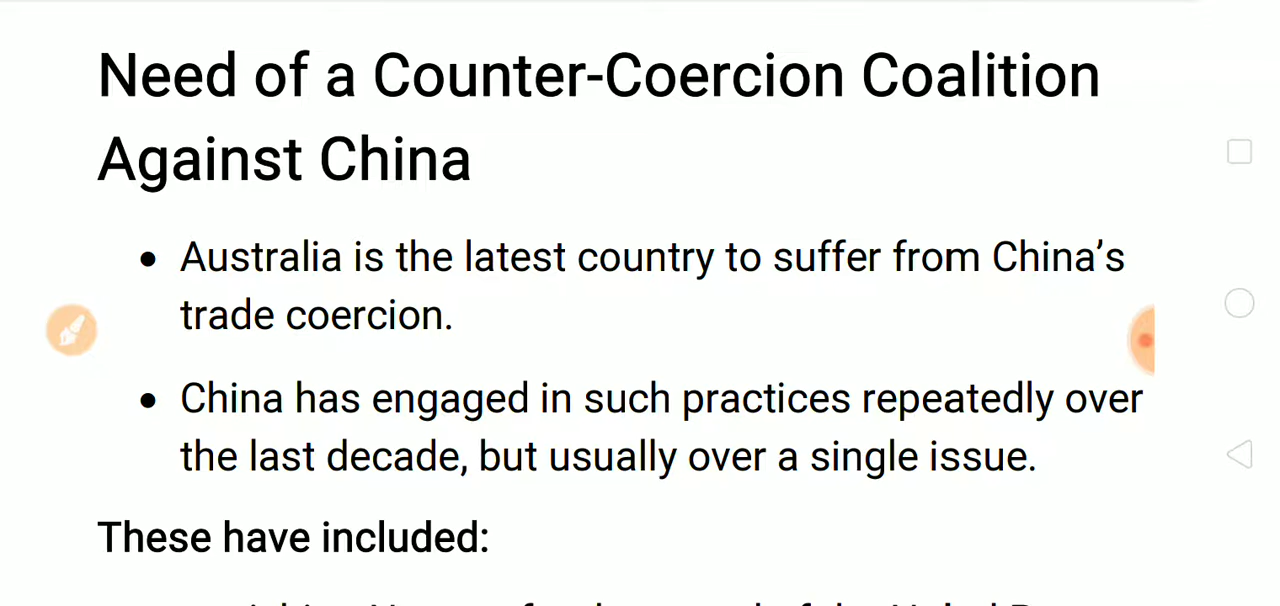 Need of a Counter-Coercion Coalition
Against China
• Australia is the latest country to suffer from China’s
trade coercion.
• China has engaged in such practices repeatedly over
the last decade, but usually over a single issue.
These have included: